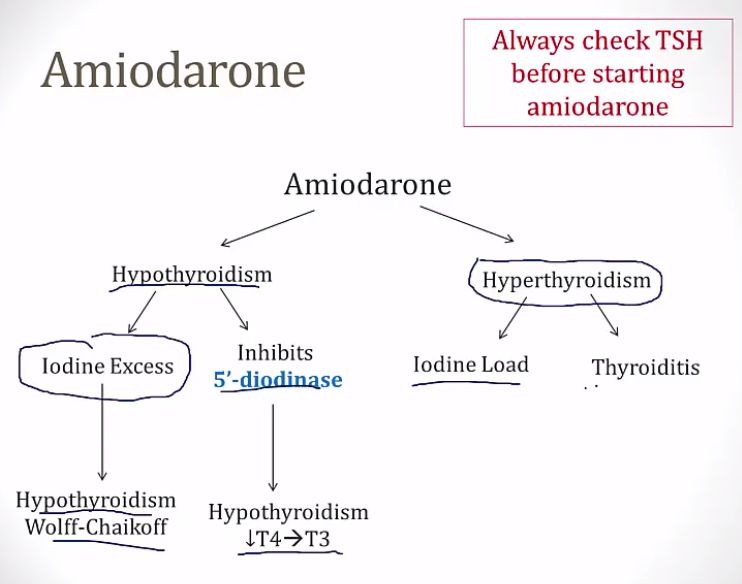 Amiodarone
Always check TSH
before starting
amiodarone
Amiodarone
Hypothyroidism
Hyperthyroidism
Iodine Excess
Inhibits
5’-diodinase
Iodine Load
Thyroiditis
Hypothyroidism
Wolff-Chaikoff
Hypothyroidism
↓T4→T3